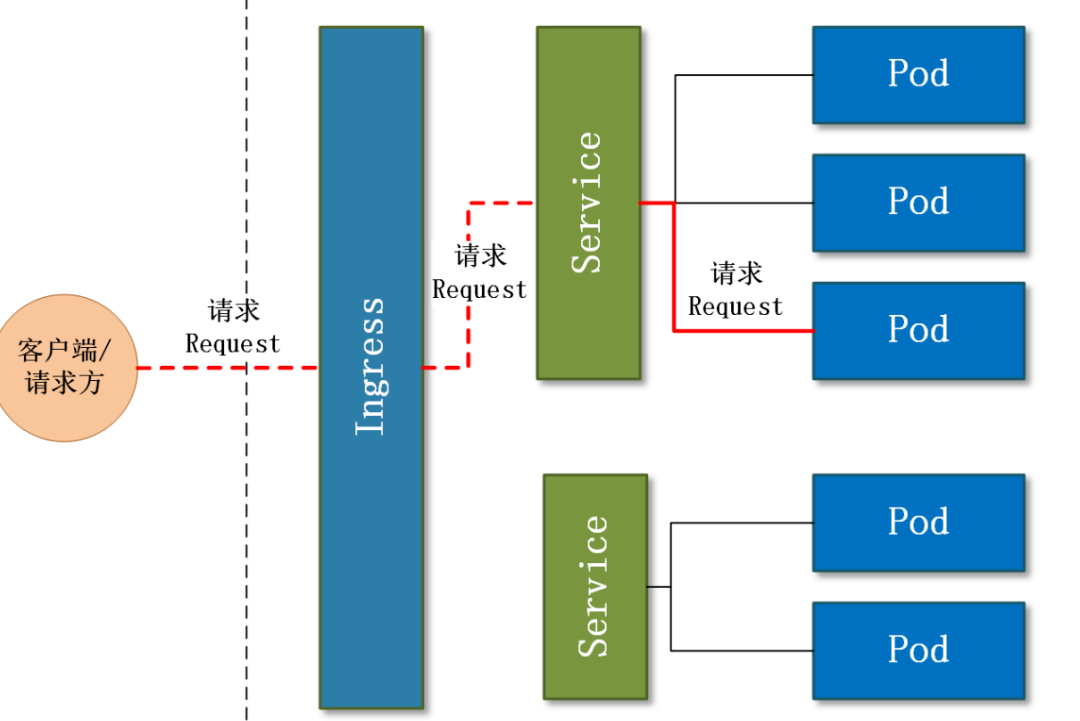 客户端/
请求方
请求
Request
Ingress
请求
Request
Service
请求
Request
Pod
Pod
Pod
Service
Pod
Pod